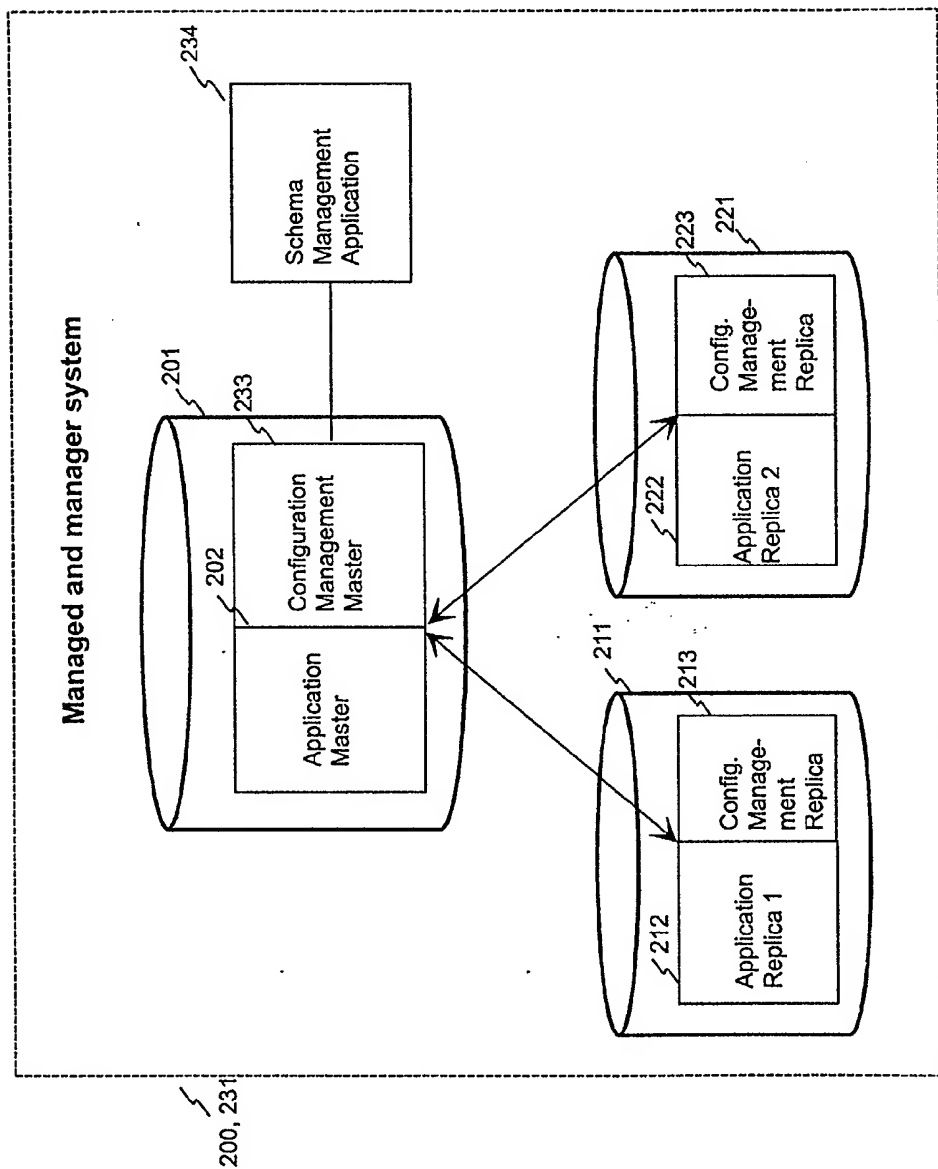 Managed and manager system
234
Schema
Management
Application
201
233
202
Application
Master
Configuration
Management
Master
211
213
212
Application
Replica 1
Config.
Manage-
ment
Replica
223
221
222
Application
Replica 2
Config.
Manage-
ment
Replica
200, 231